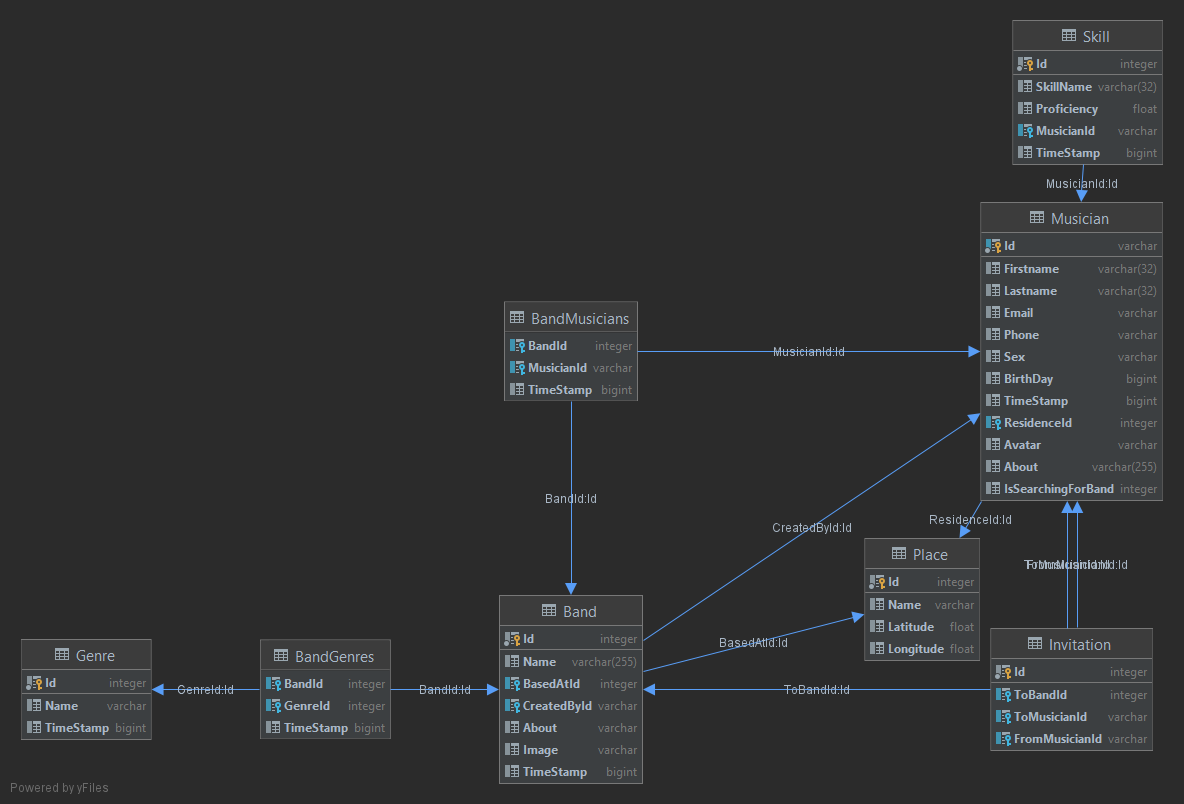 Skill
Id integer
SkillName varchar(32)
Proficiency float
MusicianId varchar
TimeStamp bigint
MusicianId:Id
Musician
Id varchar
Firstname varchar(32)
Lastname varchar(32)
Email varchar
Phone varchar
Sex varchar
BirthDay bigint
TimeStamp bigint
ResidenceId integer
Avatar varchar
About varchar(255)
IsSearchingForBand integer
BandMusicians
BandId integer
MusicianId varchar
TimeStamp bigint
MusicianId:Id
BandId:Id
CreatedById:Id
ResidenceId:Id
Place
Id integer
Name varchar
Latitude float
Longitude float
Band
Id integer
Name varchar(255)
BasedAtId integer
CreatedById varchar
About varchar
Image varchar
TimeStamp bigint
BasedAtId:Id
Invitation
Id integer
ToBandId integer
ToMusicianId varchar
FromMusicianId varchar
ToBandId:Id
Genre
Id integer
Name varchar
TimeStamp bigint
GenreId:Id
BandGenres
BandId integer
GenreId integer
TimeStamp bigint
BandId:Id
Powered by yFiles